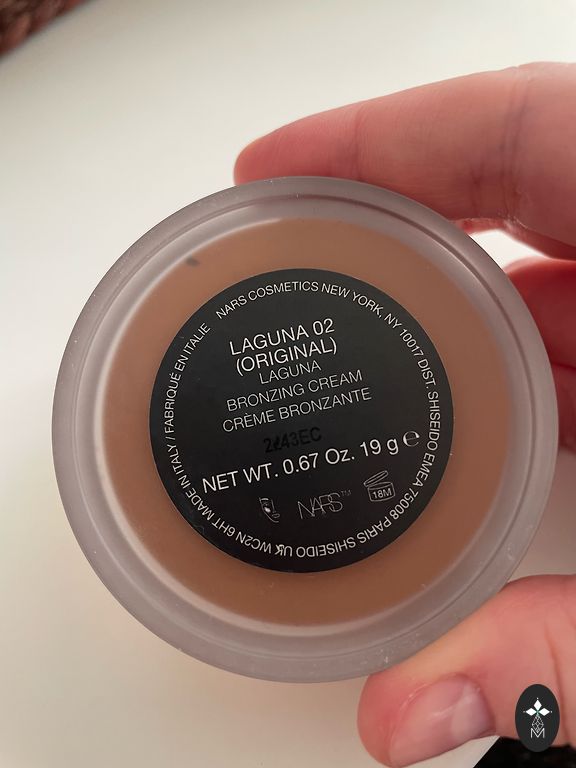 LAGUNA 02
(ORIGINAL)
LAGUNA
BRONZING CREAM
CRÈME BRONZANTE
NET WT. 0.67 Oz. 19 g ℮
NARS™
18M
NARS COSMETICS NEW YORK, NY 10017 DIST. SHISEIDO EMEA 75008 PARIS SHISEIDO UK WC2N 6HT MADE IN ITALY / FABRIQUÉ EN ITALIE
M